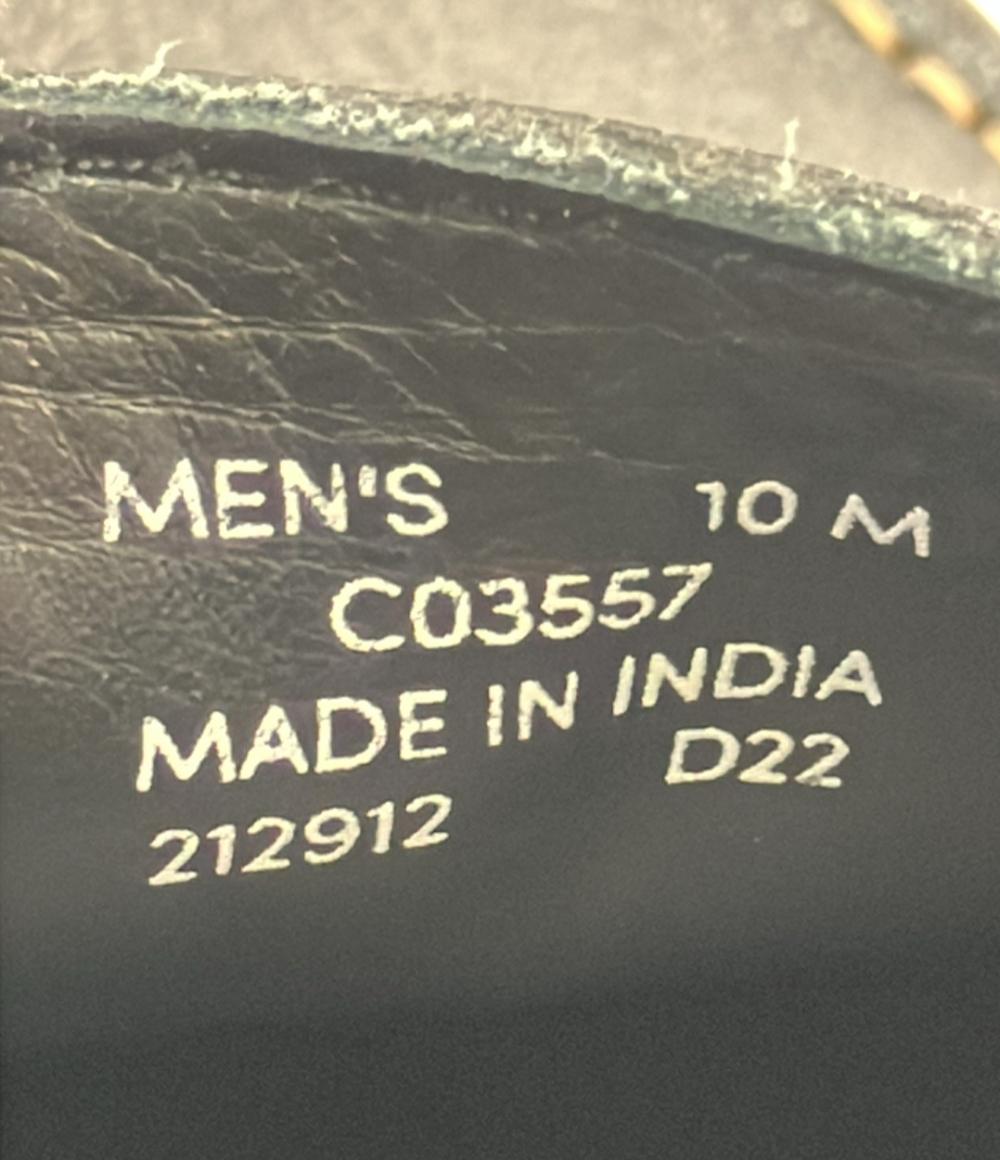 MEN'S 10 M
C03557
MADE IN INDIA
D22
212912